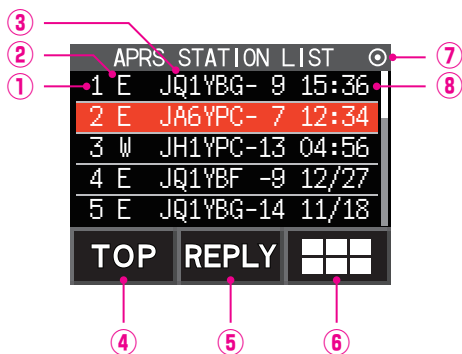 ③
②
①
APRS STATION LIST
⑦
1 E JQ1YBG- 9 15:36
⑧
2 E JA6YPC- 7 12:34
3 W JH1YPC-13 04:56
4 E JQ1YBF -9 12/27
5 E JQ1YBG-14 11/18
TOP REPLY
④ ⑤ ⑥